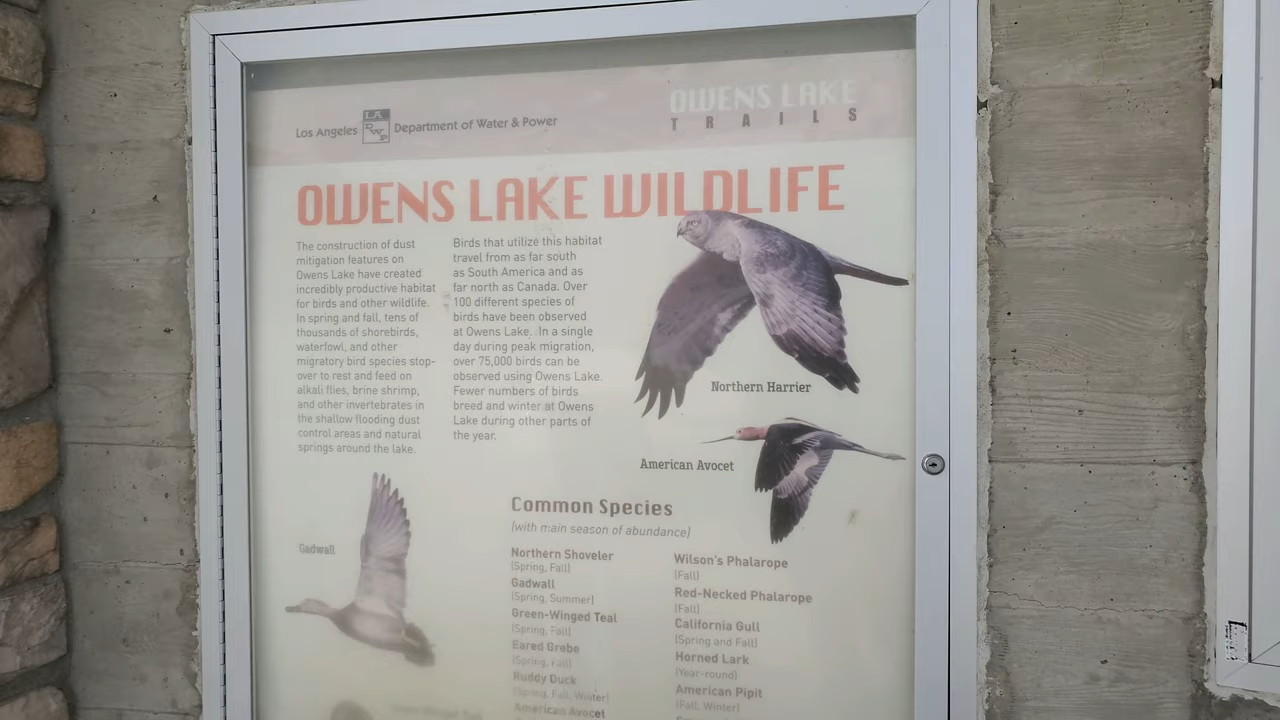 Los Angeles LA DWP Department of Water & Power
OWENS LAKE
TRAILS
OWENS LAKE WILDLIFE
The construction of dust
mitigation features on
Owens Lake have created
incredibly productive habitat
for birds and other wildlife.
In spring and fall, tens of
thousands of shorebirds,
waterfowl, and other
migratory bird species stop-
over to rest and feed on
alkali flies, brine shrimp,
and other invertebrates in
the shallow flooding dust
control areas and natural
springs around the lake.
Birds that utilize this habitat
travel from as far south
as South America and as
far north as Canada. Over
100 different species of
birds have been observed
at Owens Lake. In a single
day during peak migration,
over 75,000 birds can be
observed using Owens Lake.
Fewer numbers of birds
breed and winter at Owens
Lake during other parts of
the year.
Northern Harrier
American Avocet
Gadwall
Common Species
(with main season of abundance)
Northern Shoveler
(Spring, Fall)
Gadwall
(Spring, Summer)
Green-Winged Teal
(Spring, Fall)
Eared Grebe
(Spring, Fall)
Ruddy Duck
(Spring, Fall, Winter)
American Avocet
Wilson's Phalarope
(Fall)
Red-Necked Phalarope
(Fall)
California Gull
(Spring and Fall)
Horned Lark
(Year-round)
American Pipit
(Fall, Winter)